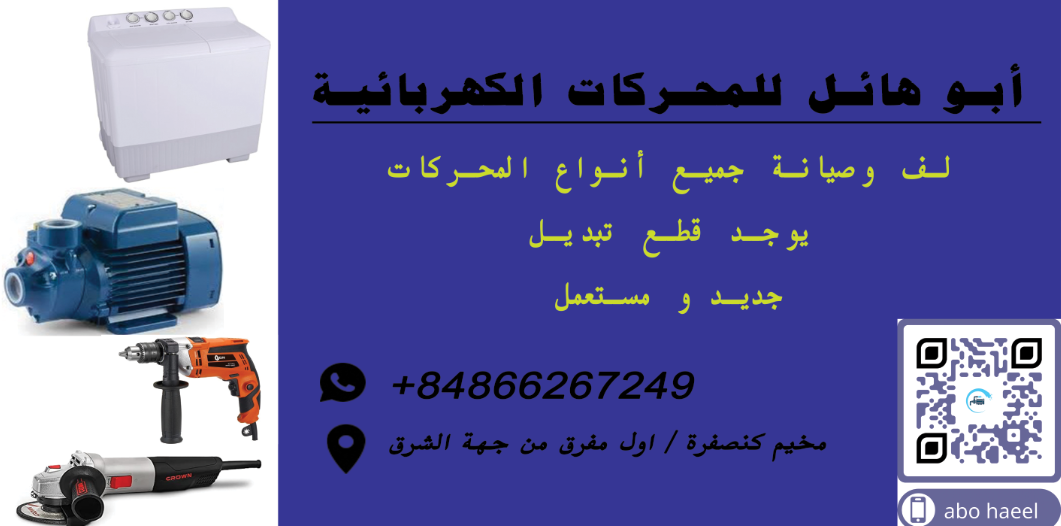 أبو هائل للمحركات الكهربائية
لف وصيانة جميع أنواع المحركات
يوجد قطع تبديل
جديد و مستعمل
+84866267249
مخيم كنصفرة / اول مفرق من جهة الشرق
abo haeel
CROWN